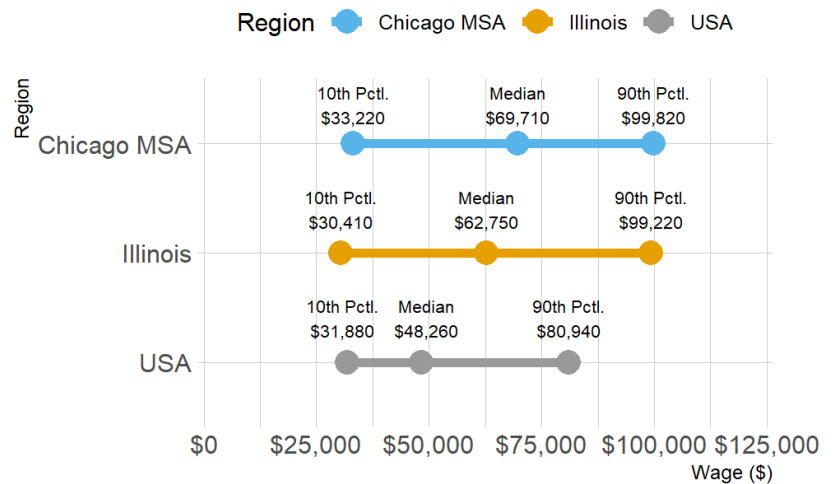 Region Chicago MSA Illinois USA
Region
10th Pctl. Median 90th Pctl.
$33,220 $69,710 $99,820
Chicago MSA
10th Pctl. Median 90th Pctl.
$30,410 $62,750 $99,220
Illinois
10th Pctl. Median 90th Pctl.
$31,880 $48,260 $80,940
USA
$0 $25,000 $50,000 $75,000 $100,000 $125,000
Wage ($)